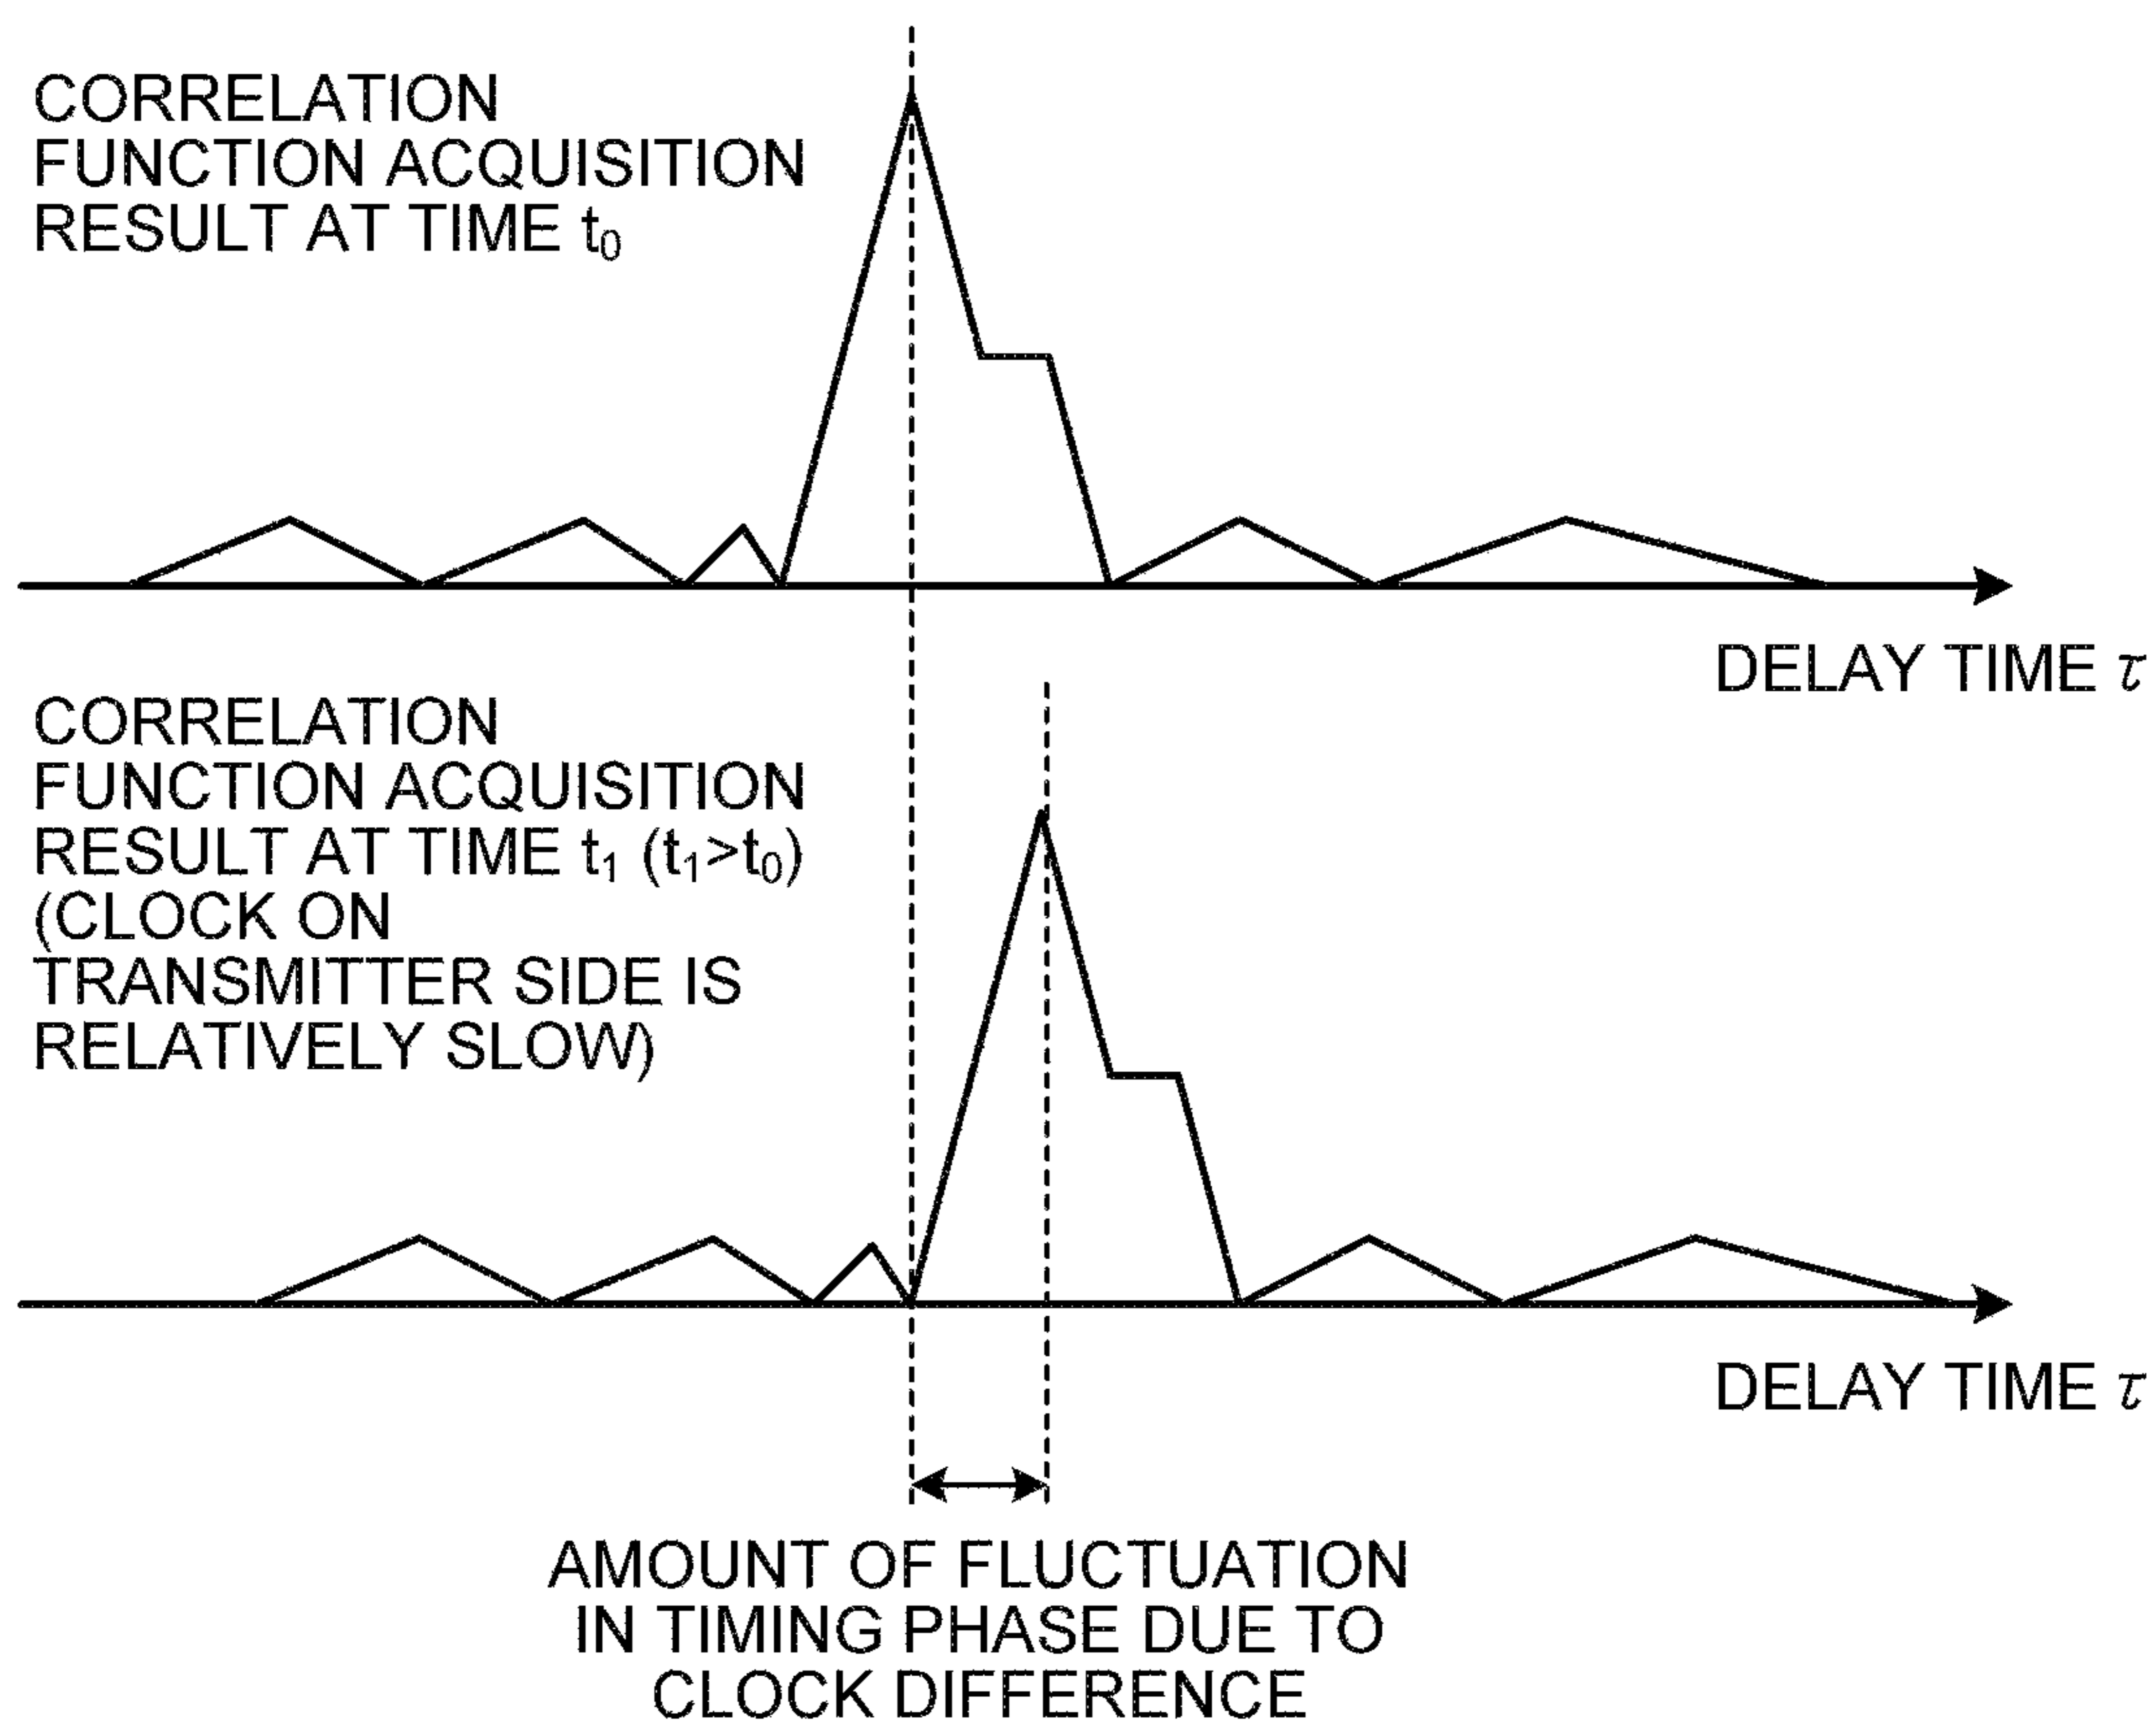 CORRELATION
FUNCTION ACQUISITION
RESULT AT TIME t₀
DELAY TIME τ
CORRELATION
FUNCTION ACQUISITION
RESULT AT TIME t₁ (t₁>t₀)
(CLOCK ON
TRANSMITTER SIDE IS
RELATIVELY SLOW)
DELAY TIME τ
AMOUNT OF FLUCTUATION
IN TIMING PHASE DUE TO
CLOCK DIFFERENCE